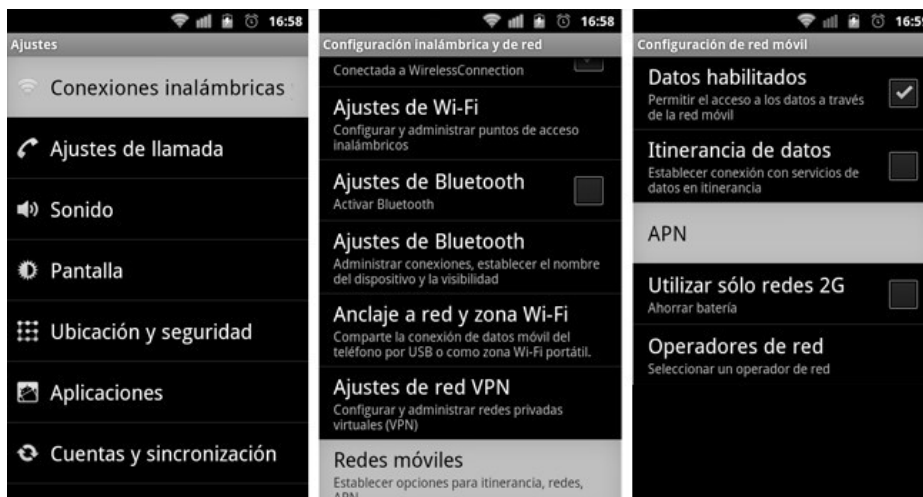 16:58
Ajustes
Conexiones inalámbricas
Ajustes de llamada
Sonido
Pantalla
Ubicación y seguridad
Aplicaciones
Cuentas y sincronización
16:58
Configuración inalámbrica y de red
Conectada a WirelessConnection
Ajustes de Wi-Fi
Configurar y administrar puntos de acceso
inalámbricos
Ajustes de Bluetooth
Activar Bluetooth
Ajustes de Bluetooth
Administrar conexiones, establecer el nombre
del dispositivo y la visibilidad
Anclaje a red y zona Wi-Fi
Comparte la conexión de datos móvil del
teléfono por USB o como zona Wi-Fi portátil.
Ajustes de red VPN
Configurar y administrar redes privadas
virtuales (VPN)
Redes móviles
Establecer opciones para itinerancia, redes,
APN
16:59
Configuración de red móvil
Datos habilitados
Permitir el acceso a los datos a través
de la red móvil
Itinerancia de datos
Establecer conexión con servicios de
datos en itinerancia
APN
Utilizar sólo redes 2G
Ahorrar batería
Operadores de red
Seleccionar un operador de red